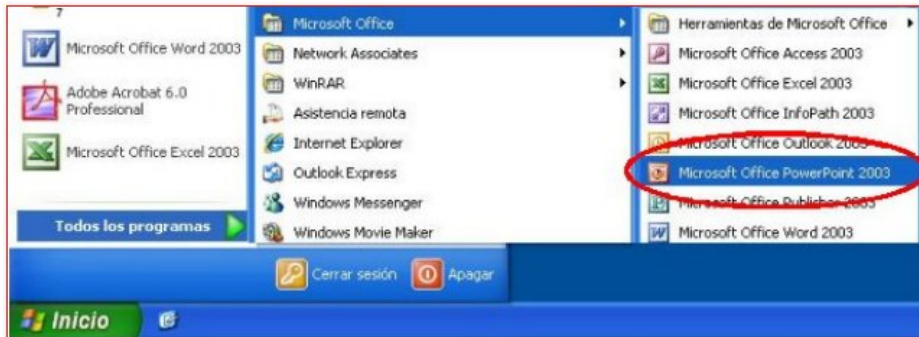 7
Microsoft Office Word 2003
Adobe Acrobat 6.0
Professional
Microsoft Office Excel 2003
Todos los programas
Microsoft Office
Network Associates
WinRAR
Asistencia remota
Internet Explorer
Outlook Express
Windows Messenger
Windows Movie Maker
Herramientas de Microsoft Office
Microsoft Office Access 2003
Microsoft Office Excel 2003
Microsoft Office InfoPath 2003
Microsoft Office Outlook 2003
Microsoft Office PowerPoint 2003
Microsoft Office Publisher 2003
Microsoft Office Word 2003
Cerrar sesión
Apagar
Inicio